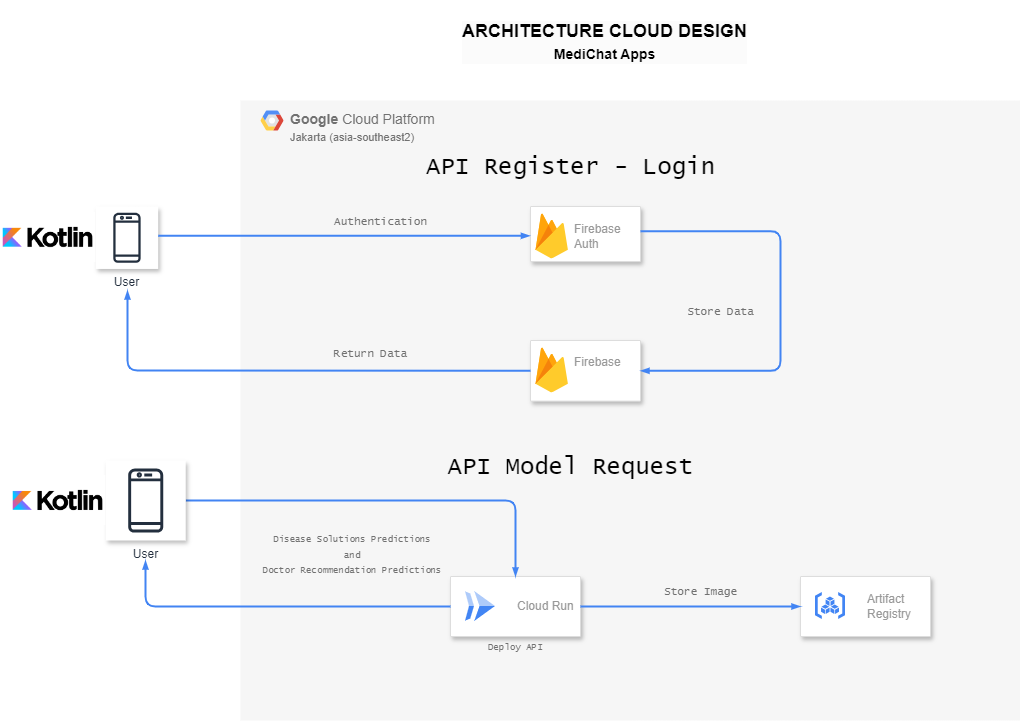 ARCHITECTURE CLOUD DESIGN
MediChat Apps
Google Cloud Platform
Jakarta (asia-southeast2)
API Register - Login
Kotlin
User
Authentication
Firebase
Auth
Store Data
Return Data
Firebase
API Model Request
Kotlin
User
Disease Solutions Predictions
and
Doctor Recommendation Predictions
Cloud Run
Deploy API
Store Image
Artifact
Registry